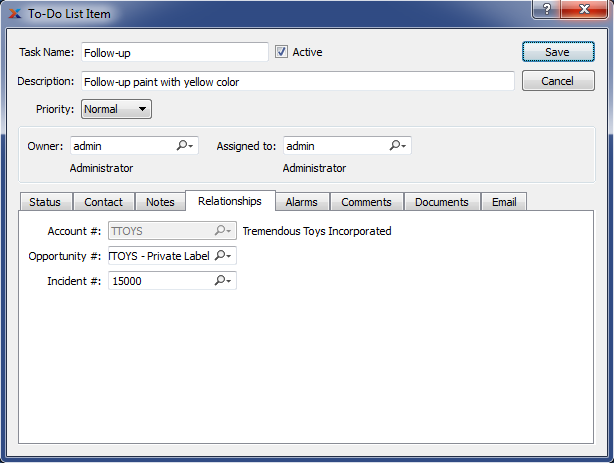 To-Do List Item
Task Name: Follow-up Active Save
Description: Follow-up paint with yellow color Cancel
Priority: Normal
Owner: admin Assigned to: admin
Administrator Administrator
Status Contact Notes Relationships Alarms Comments Documents Email
Account #: TTOYS Tremendous Toys Incorporated
Opportunity #: TTOYS - Private Label
Incident #: 15000